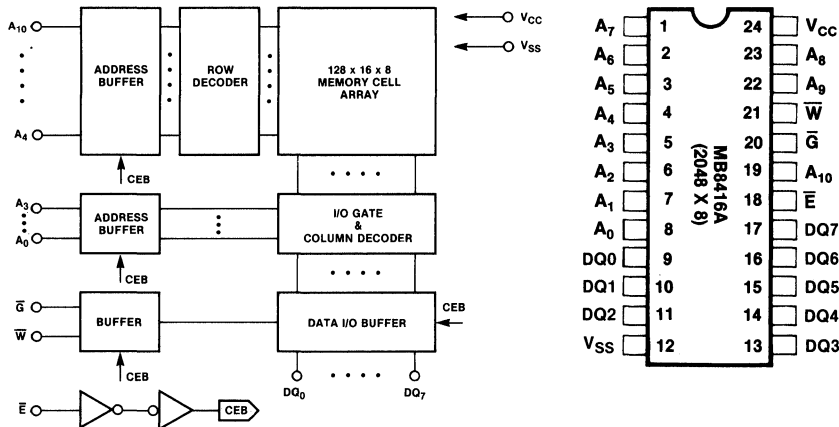 A10
A4
ADDRESS
BUFFER
ROW
DECODER
128 x 16 x 8
MEMORY CELL
ARRAY
VCC
VSS
CEB
A3
A0
ADDRESS
BUFFER
I/O GATE
&
COLUMN DECODER
CEB
G̅
W̅
BUFFER
DATA I/O BUFFER
CEB
CEB
DQ0
DQ7
E̅
CEB
A7 1 24 VCC
A6 2 23 A8
A5 3 22 A9
A4 4 21 W̅
A3 5 20 G̅
A2 6 19 A10
A1 7 18 E̅
A0 8 17 DQ7
DQ0 9 16 DQ6
DQ1 10 15 DQ5
DQ2 11 14 DQ4
VSS 12 13 DQ3
MB8416A
(2048 X 8)